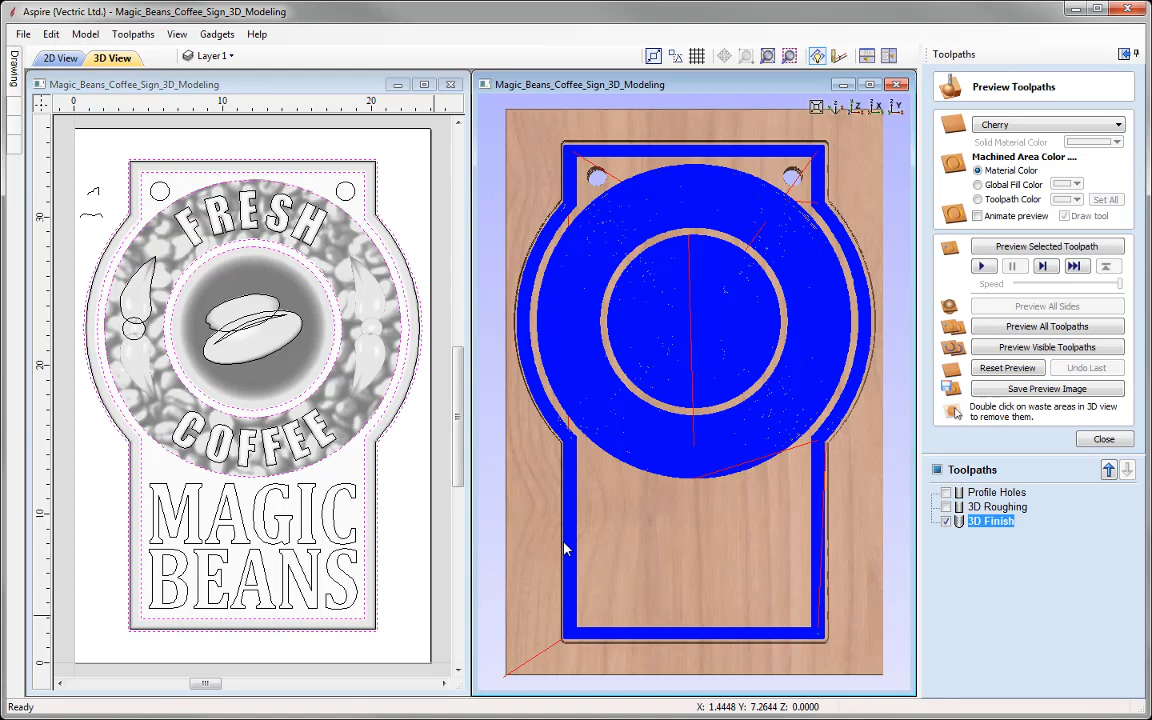 Aspire {Vectric Ltd.} - Magic_Beans_Coffee_Sign_3D_Modeling
File Edit Model Toolpaths View Gadgets Help
2D View 3D View Layer 1
Drawing
Magic_Beans_Coffee_Sign_3D_Modeling
0 10 20
30
20
10
0
FRESH
COFFEE
MAGIC
BEANS
Magic_Beans_Coffee_Sign_3D_Modeling
Z Z X Z Y
Toolpaths
Preview Toolpaths
Cherry
Solid Material Color
Machined Area Color ....
Material Color
Global Fill Color
Toolpath Color Set All
Animate preview Draw tool
Preview Selected Toolpath
Speed
Preview All Sides
Preview All Toolpaths
Preview Visible Toolpaths
Reset Preview Undo Last
Save Preview Image
Double click on waste areas in 3D view
to remove them.
Close
Toolpaths
Profile Holes
3D Roughing
3D Finish
Ready X: 1.4448 Y: 7.2644 Z: 0.0000